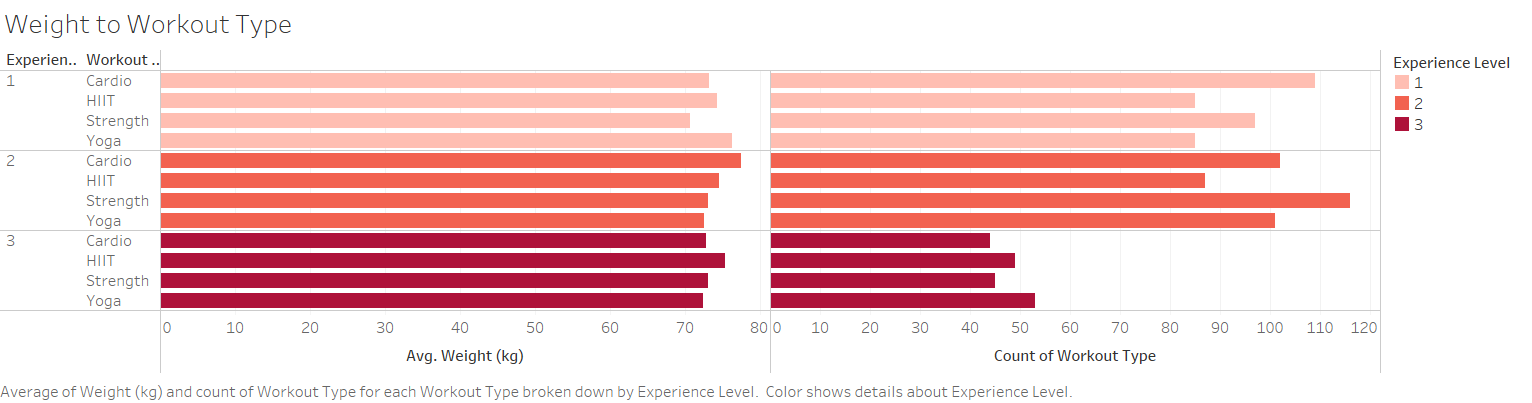 Weight to Workout Type
Experien.. Workout .. Experience Level
1 Cardio 1
HIIT 2
Strength 3
Yoga
2 Cardio
HIIT
Strength
Yoga
3 Cardio
HIIT
Strength
Yoga
0 10 20 30 40 50 60 70 80 0 10 20 30 40 50 60 70 80 90 100 110 120
Avg. Weight (kg) Count of Workout Type
Average of Weight (kg) and count of Workout Type for each Workout Type broken down by Experience Level. Color shows details about Experience Level.